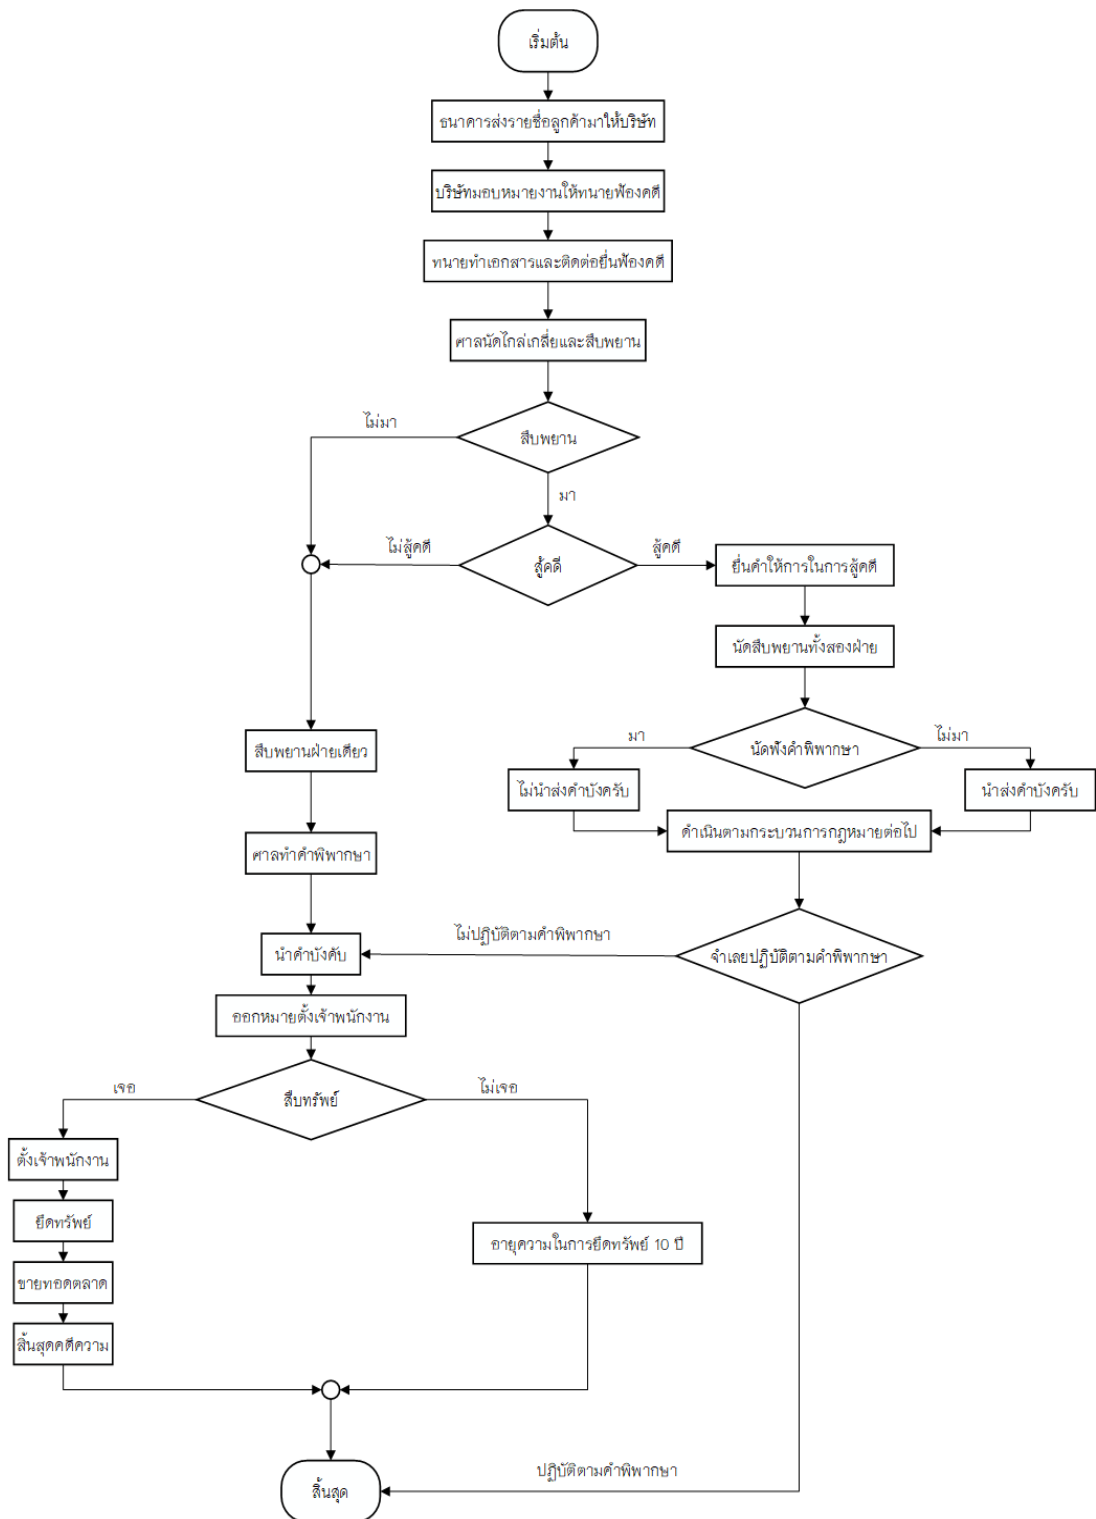 เริ่มต้น
ธนาคารส่งรายชื่อลูกค้ามาให้บริษัท
บริษัทมอบหมายงานให้ทนายฟ้องคดี
ทนายทำเอกสารและติดต่อยื่นฟ้องคดี
ศาลนัดไกล่เกลี่ยและสืบพยาน
ไม่มา
สืบพยาน
มา
ไม่สู้คดี
สู้คดี
สู้คดี
ยื่นคำให้การในการสู้คดี
นัดสืบพยานทั้งสองฝ่าย
สืบพยานฝ่ายเดียว
มา
นัดฟังคำพิพากษา
ไม่มา
ไม่นำส่งคำบังครับ
นำส่งคำบังครับ
ศาลทำคำพิพากษา
ดำเนินตามกระบวนการกฎหมายต่อไป
นำคำบังคับ
ไม่ปฏิบัติตามคำพิพากษา
จำเลยปฏิบัติตามคำพิพากษา
ออกหมายตั้งเจ้าพนักงาน
เจอ
สืบทรัพย์
ไม่เจอ
ตั้งเจ้าพนักงาน
ยึดทรัพย์
อายุความในการยึดทรัพย์ 10 ปี
ขายทอดตลาด
สิ้นสุดคดีความ
ปฏิบัติตามคำพิพากษา
สิ้นสุด